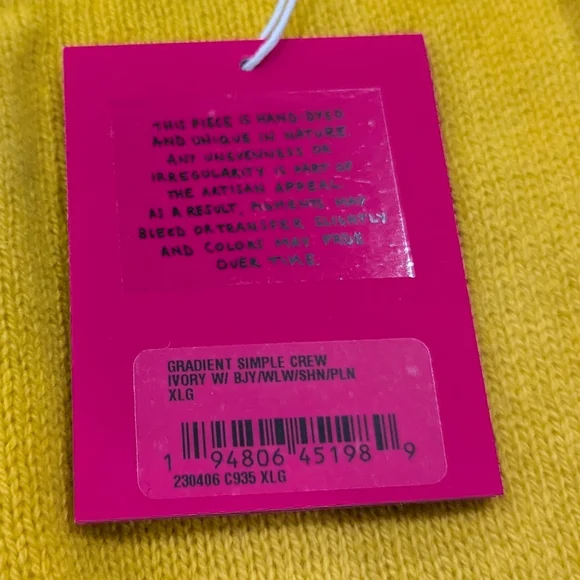 THIS PIECE IS HAND DYED
AND UNIQUE IN NATURE.
ANY UNEVENNESS OR
IRREGULARITY IS PART OF
THE ARTISAN APPEAL.
AS A RESULT, PIGMENTS MAY
BLEED OR TRANSFER SLIGHTLY
AND COLORS MAY FADE
OVER TIME.
GRADIENT SIMPLE CREW
IVORY W/ BJY/WLW/SHN/PLN
XLG
1 94806 45198 9
230406 C935 XLG